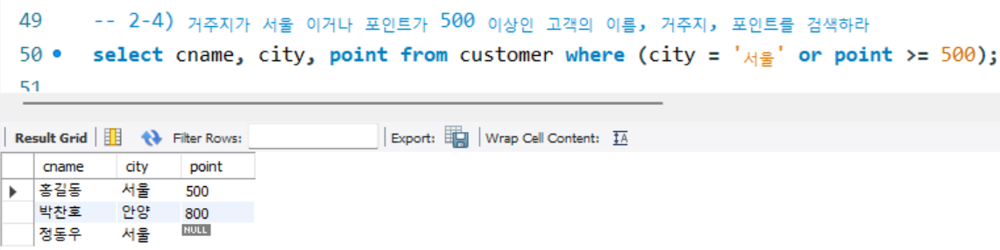 49 -- 2-4) 거주지가 서울 이거나 포인트가 500 이상인 고객의 이름, 거주지, 포인트를 검색하라
50 select cname, city, point from customer where (city = '서울' or point >= 500);
51
Result Grid Filter Rows: Export: Wrap Cell Content: IA
cname city point
홍길동 서울 500
박찬호 안양 800
정동우 서울 NULL